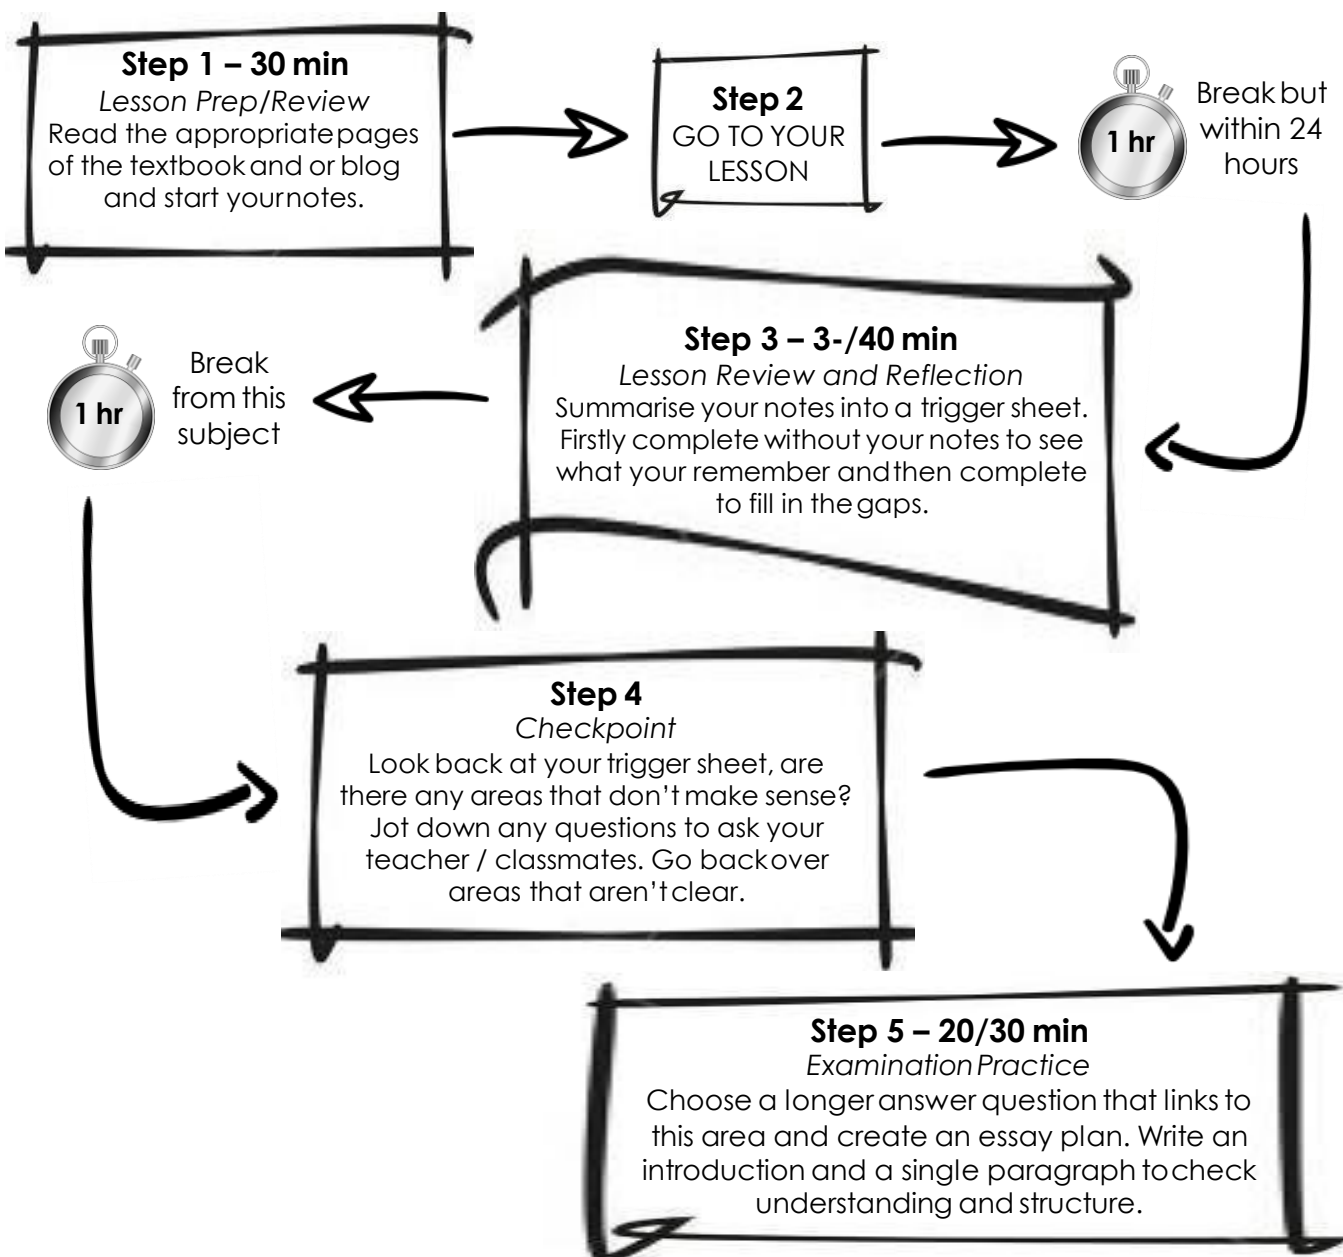 Step 1 – 30 min
Lesson Prep/Review
Read the appropriate pages
of the textbook and or blog
and start your notes.
Step 2
GO TO YOUR
LESSON
1 hr
Break but
within 24
hours
Step 3 – 3-/40 min
Lesson Review and Reflection
Summarise your notes into a trigger sheet.
Firstly complete without your notes to see
what your remember and then complete
to fill in the gaps.
1 hr
Break
from this
subject
Step 4
Checkpoint
Look back at your trigger sheet, are
there any areas that don't make sense?
Jot down any questions to ask your
teacher / classmates. Go back over
areas that aren't clear.
Step 5 – 20/30 min
Examination Practice
Choose a longer answer question that links to
this area and create an essay plan. Write an
introduction and a single paragraph to check
understanding and structure.